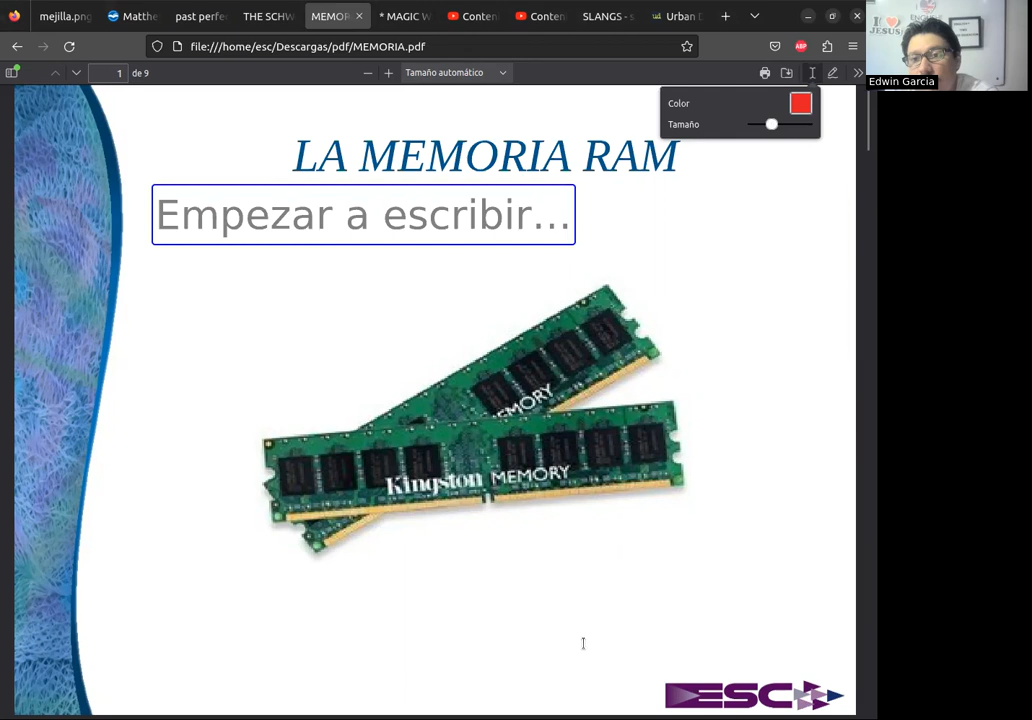 mejilla.png
Matthe
past perfe
THE SCHW
MEMOR
* MAGIC W
Conten
Conten
SLANGS - s
Urban D
file:///home/esc/Descargas/pdf/MEMORIA.pdf
ABP
1
de 9
Tamaño automático
Color
Tamaño
I
JESUS
Edwin Garcia
LA MEMORIA RAM
Empezar a escribir...
EMORY
Kingston MEMORY
ESC